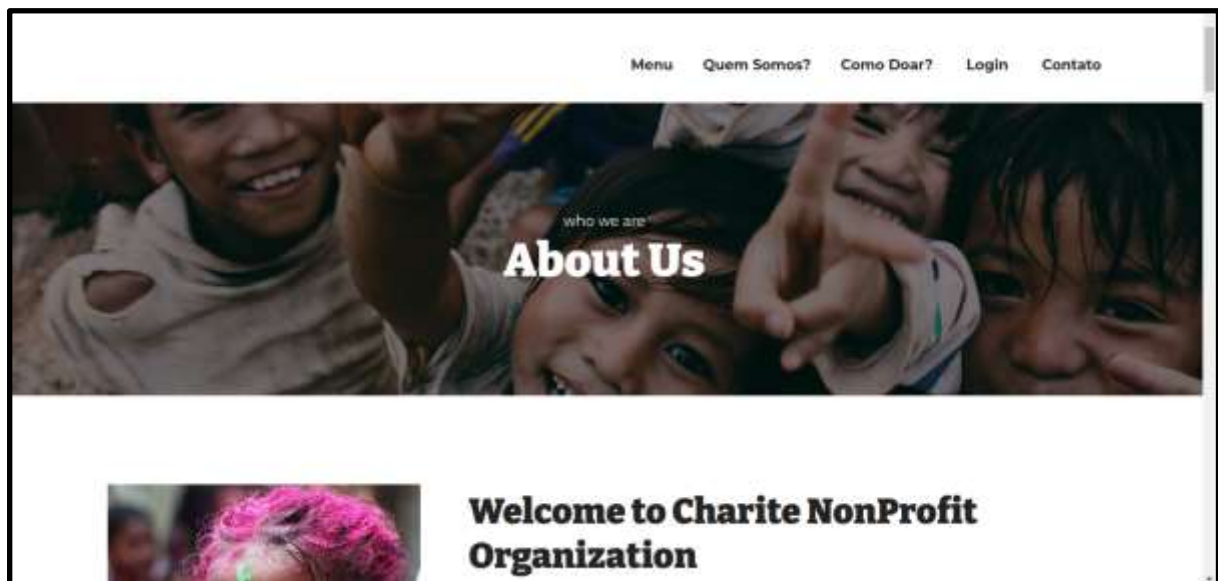 Menu Quem Somos? Como Doar? Login Contato
who we are
About Us
Welcome to Charite NonProfit
Organization